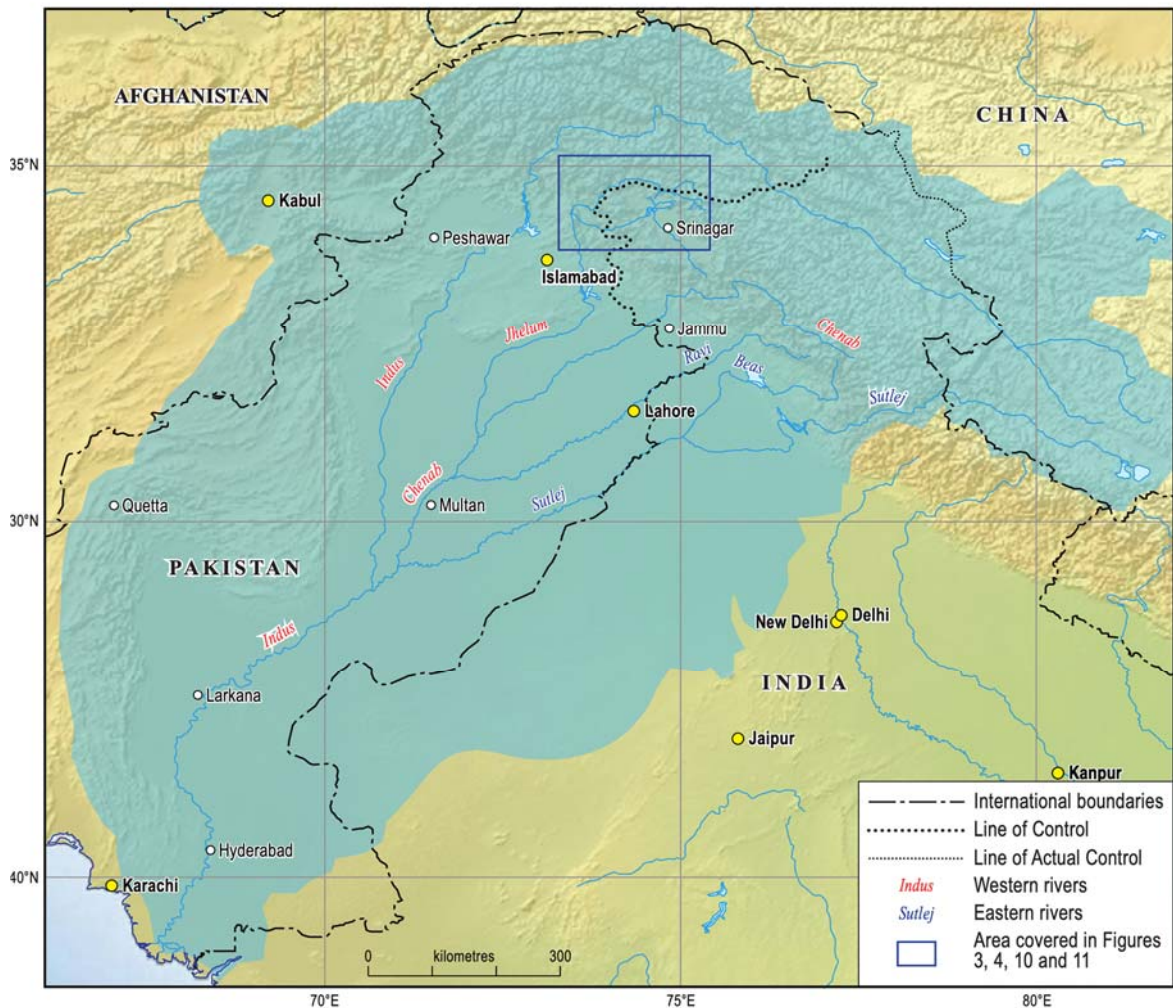 AFGHANISTAN
CHINA
35°N
Kabul
Peshawar
Srinagar
Islamabad
Jhelum
Jammu
Chenab
Indus
Ravi
Beas
Sutlej
Lahore
Chenab
Quetta
Multan
Sutlej
30°N
PAKISTAN
New Delhi
Delhi
Indus
Larkana
INDIA
Jaipur
Kanpur
Hyderabad
40°N
Karachi
International boundaries
Line of Control
Line of Actual Control
Indus Western rivers
Sutlej Eastern rivers
Area covered in Figures
3, 4, 10 and 11
0 kilometres 300
70°E
75°E
80°E